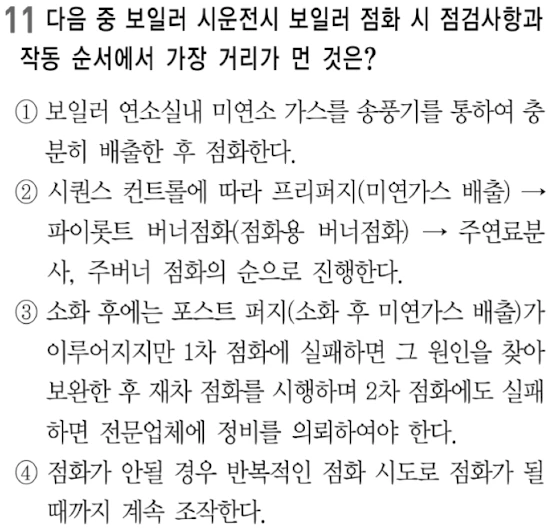 11 다음 중 보일러 시운전시 보일러 점화 시 점검사항과
작동 순서에서 가장 거리가 먼 것은?
① 보일러 연소실내 미연소 가스를 송풍기를 통하여 충
분히 배출한 후 점화한다.
② 시퀀스 컨트롤에 따라 프리퍼지(미연가스 배출) →
파이롯트 버너점화(점화용 버너점화) → 주연료분
사, 주버너 점화의 순으로 진행한다.
③ 소화 후에는 포스트 퍼지(소화 후 미연가스 배출)가
이루어지지만 1차 점화에 실패하면 그 원인을 찾아
보완한 후 재차 점화를 시행하며 2차 점화에도 실패
하면 전문업체에 정비를 의뢰하여야 한다.
④ 점화가 안될 경우 반복적인 점화 시도로 점화가 될
때까지 계속 조작한다.